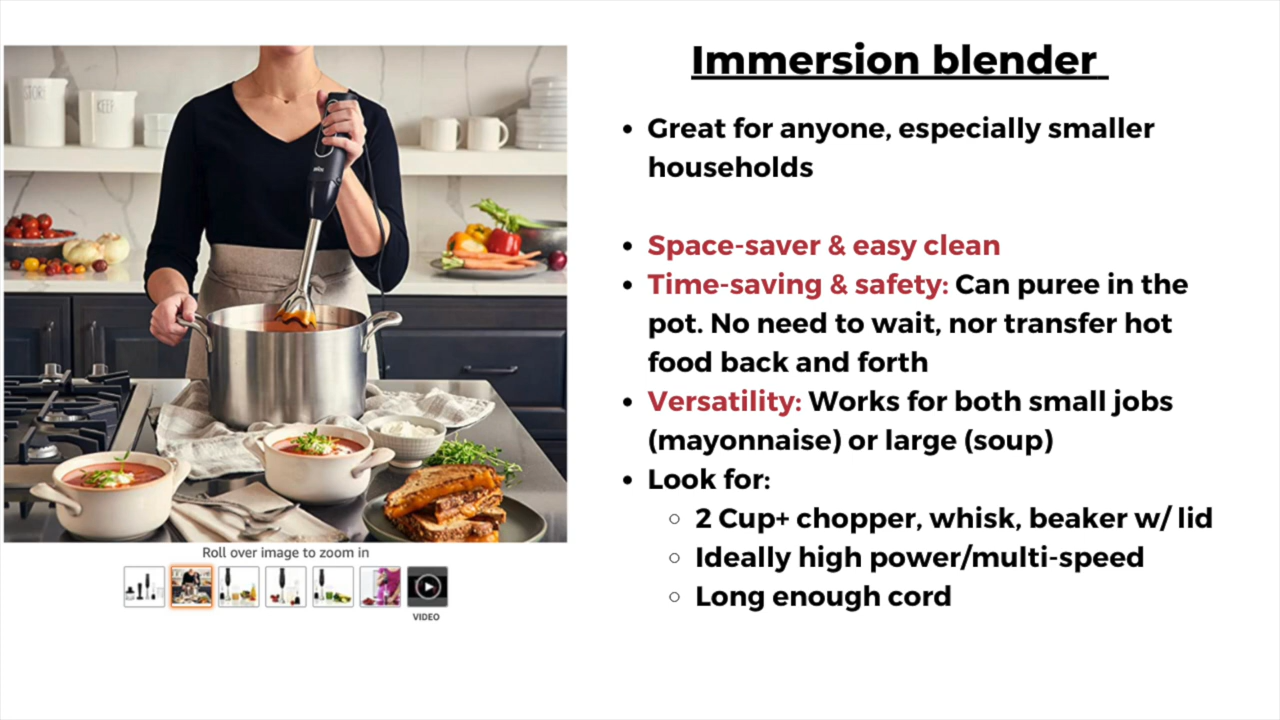 Immersion blender
Great for anyone, especially smaller
households
Space-saver & easy clean
Time-saving & safety: Can puree in the
pot. No need to wait, nor transfer hot
food back and forth
Versatility: Works for both small jobs
(mayonnaise) or large (soup)
Look for:
2 Cup+ chopper, whisk, beaker w/ lid
Ideally high power/multi-speed
Long enough cord
KEEP
Roll over image to zoom in
VIDEO